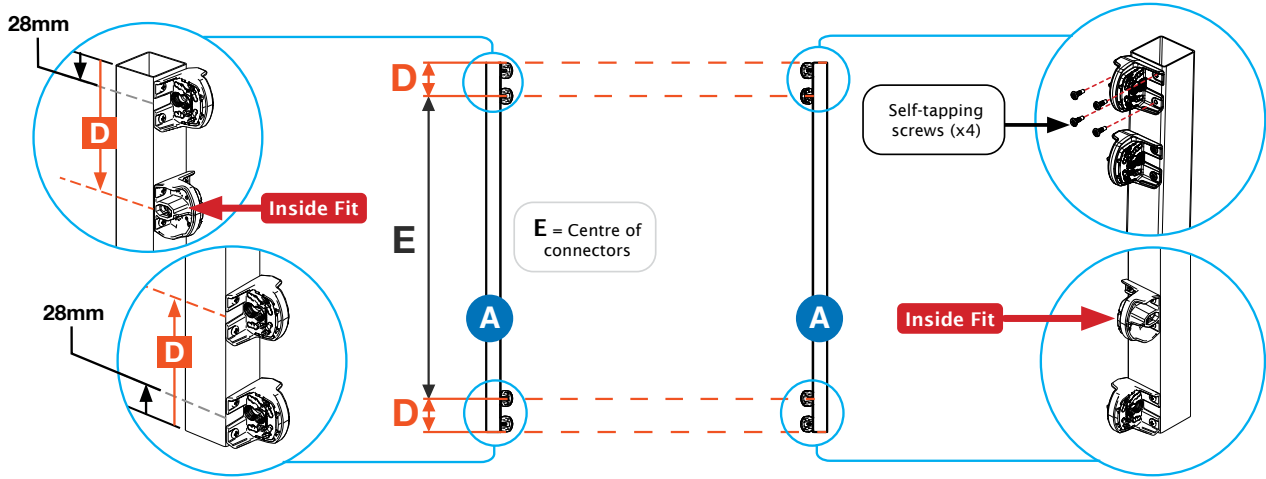 28mm
D
Inside Fit
28mm
D
D
E
D
E = Centre of
connectors
A
A
Self-tapping
screws (x4)
Inside Fit